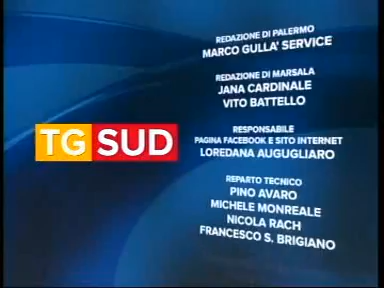 REDAZIONE DI PALERMO
MARCO GULLA' SERVICE
REDAZIONE DI MARSALA
JANA CARDINALE
VITO BATTELLO
TG SUD
RESPONSABILE
PAGINA FACEBOOK E SITO INTERNET
LOREDANA AUGUGLIARO
REPARTO TECNICO
PINO AVARO
MICHELE MONREALE
NICOLA RACH
FRANCESCO S. BRIGIANO